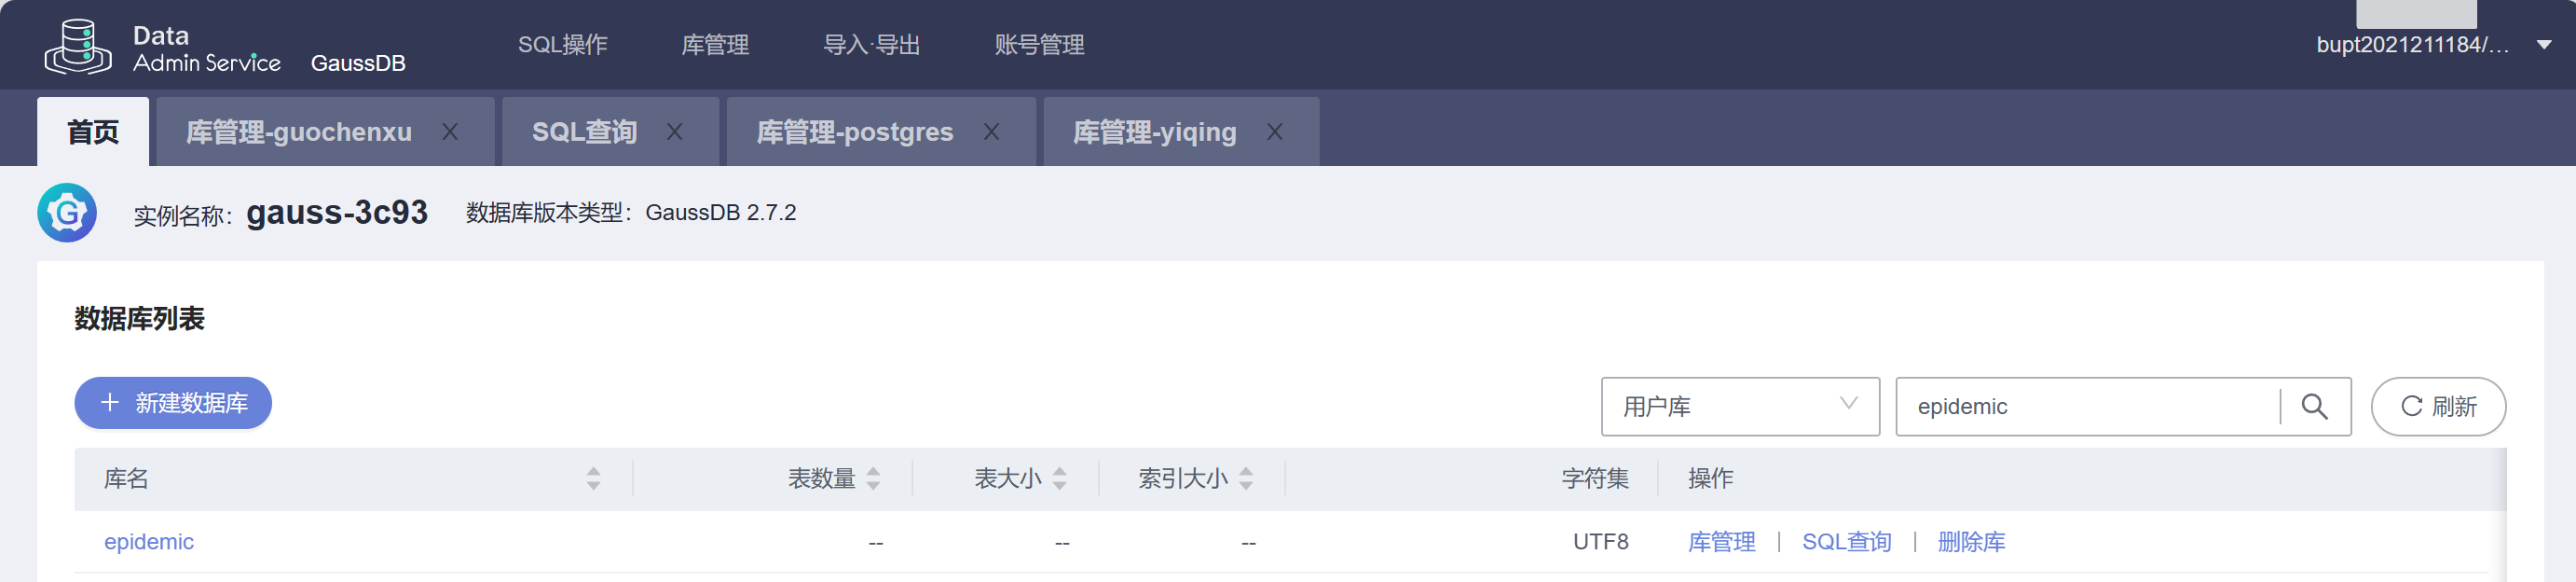 Data
Admin Service GaussDB SQL操作 库管理 导入·导出 账号管理 bupt2021211184/...
首页 库管理-guochenxu X SQL查询 X 库管理-postgres X 库管理-yiqing X
G 实例名称: gauss-3c93 数据库版本类型: GaussDB 2.7.2
数据库列表
+ 新建数据库 用户库 epidemic 刷新
库名 表数量 表大小 索引大小 字符集 操作
epidemic -- -- -- UTF8 库管理 | SQL查询 | 删除库